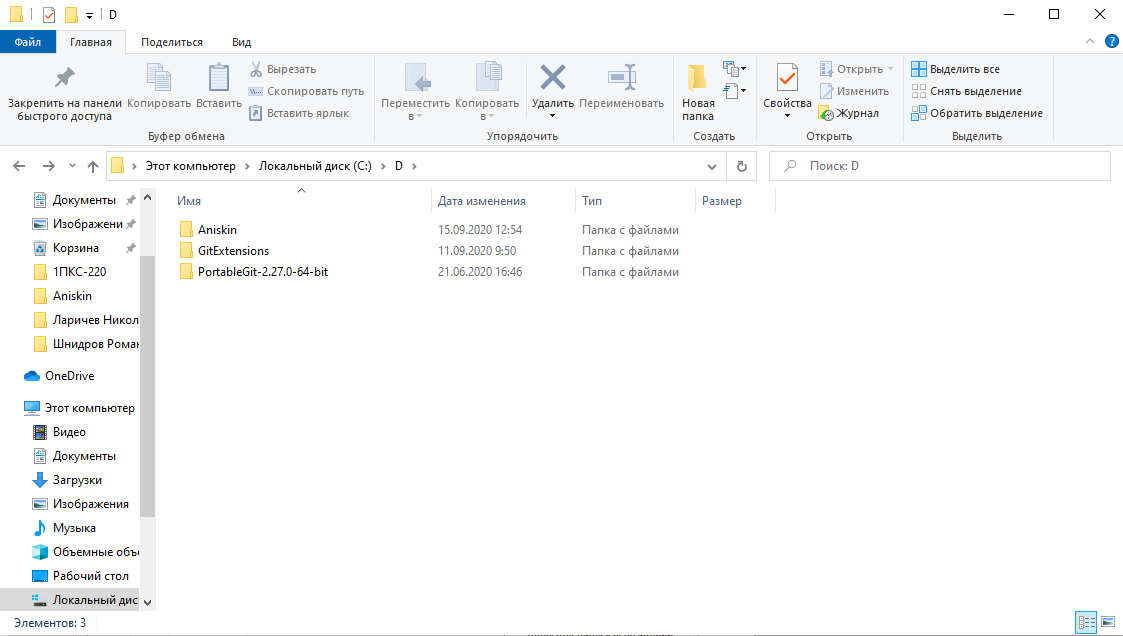 D
Файл Главная Поделиться Вид
Закрепить на панели быстрого доступа
Копировать
Вставить
Вырезать
Скопировать путь
Вставить ярлык
Буфер обмена
Переместить в
Копировать в
Удалить
Переименовать
Упорядочить
Новая папка
Создать
Свойства
Открыть
Изменить
Журнал
Открыть
Выделить все
Снять выделение
Обратить выделение
Выделить
Этот компьютер Локальный диск (C:) D
Поиск: D
Документы
Изображени
Корзина
1ПКС-220
Aniskin
Ларичев Никол
Шнидров Роман
OneDrive
Этот компьютер
Видео
Документы
Загрузки
Изображения
Музыка
Объемные объ
Рабочий стол
Локальный дис
Имя Дата изменения Тип Размер
Aniskin 15.09.2020 12:54 Папка с файлами
GitExtensions 11.09.2020 9:50 Папка с файлами
PortableGit-2.27.0-64-bit 21.06.2020 16:46 Папка с файлами
Элементов: 3